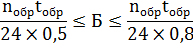 n_обр t_обр / 24 × 0,5 ≤ Б ≤ n_обр t_обр / 24 × 0,8